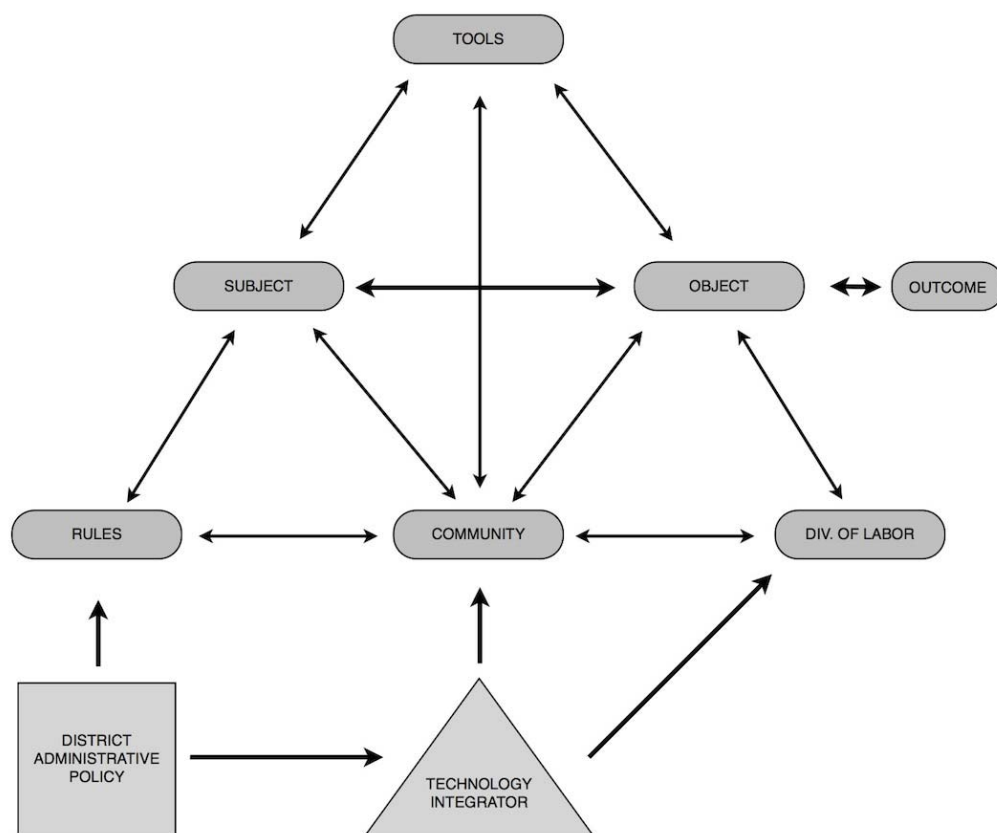 TOOLS
SUBJECT
OBJECT
OUTCOME
RULES
COMMUNITY
DIV. OF LABOR
DISTRICT
ADMINISTRATIVE
POLICY
TECHNOLOGY
INTEGRATOR